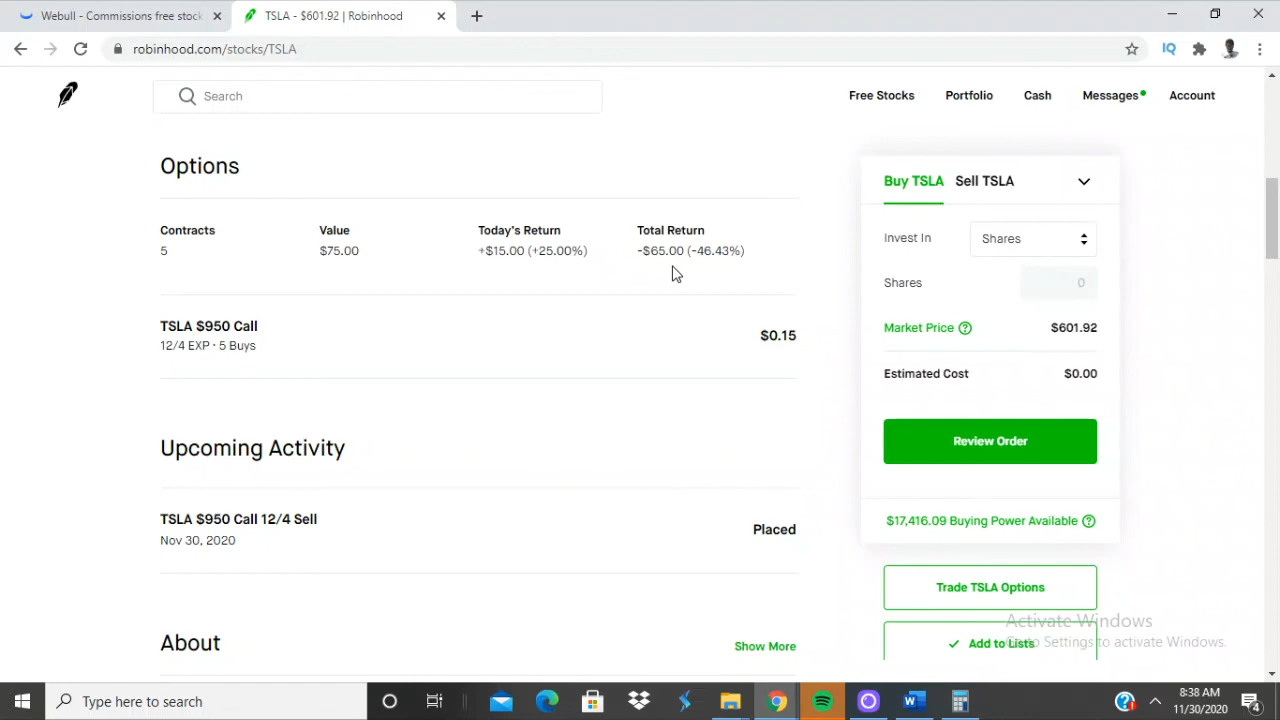 Webull - Commissions free stock
TSLA - $601.92 | Robinhood
robinhood.com/stocks/TSLA
IQ
Search
Free Stocks
Portfolio
Cash
Messages
Account
Options
Contracts
Value
Today's Return
Total Return
5
$75.00
+$15.00 (+25.00%)
-$65.00 (-46.43%)
TSLA $950 Call
12/4 EXP · 5 Buys
$0.15
Upcoming Activity
TSLA $950 Call 12/4 Sell
Nov 30, 2020
Placed
About
Show More
Buy TSLA
Sell TSLA
Invest In
Shares
Shares
0
Market Price ?
$601.92
Estimated Cost
$0.00
Review Order
$17,416.09 Buying Power Available ?
Trade TSLA Options
Add to Lists
Activate Windows
Go to Settings to activate Windows.
Type here to search
8:38 AM
11/30/2020
4